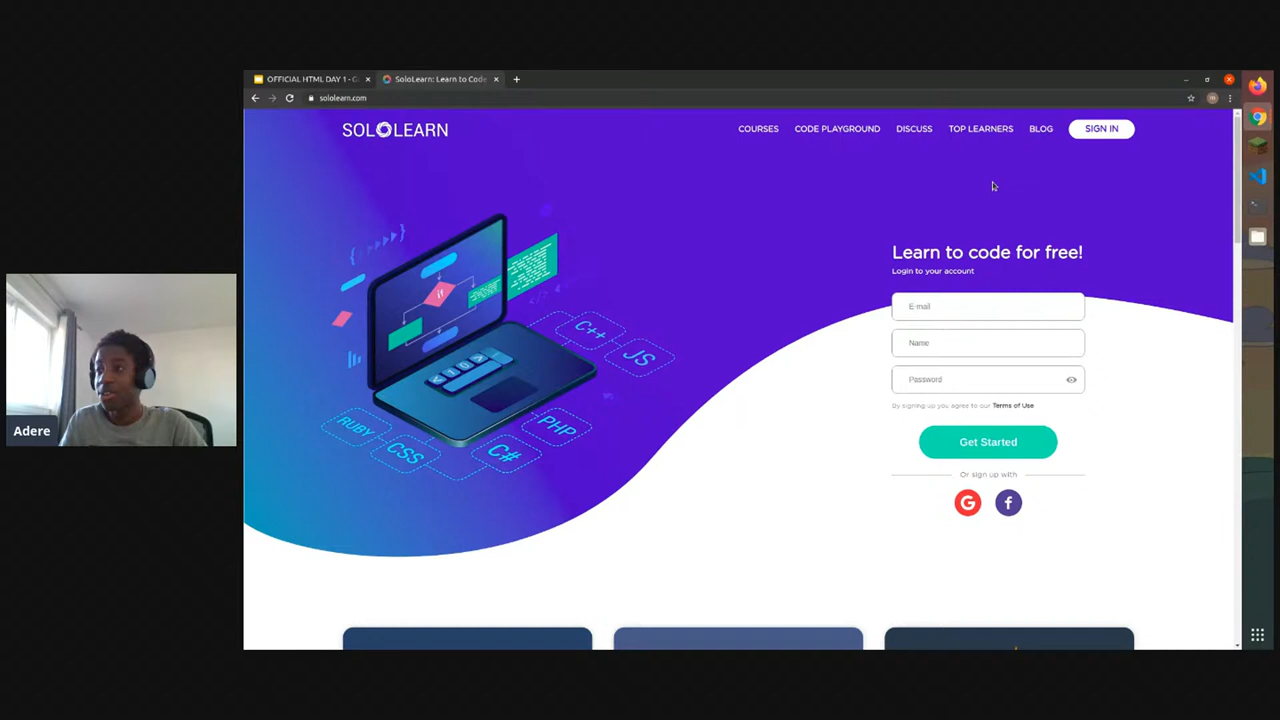 OFFICIAL HTML DAY 1 - G
SoloLearn: Learn to Code
sololearn.com
SOLOLEARN
COURSES
CODE PLAYGROUND
DISCUSS
TOP LEARNERS
BLOG
SIGN IN
Learn to code for free!
Login to your account
E-mail
Name
Password
By signing up you agree to our Terms of Use
Get Started
Or sign up with
G
f
if
C++
JS
RUBY
CSS
C#
PHP
Adere